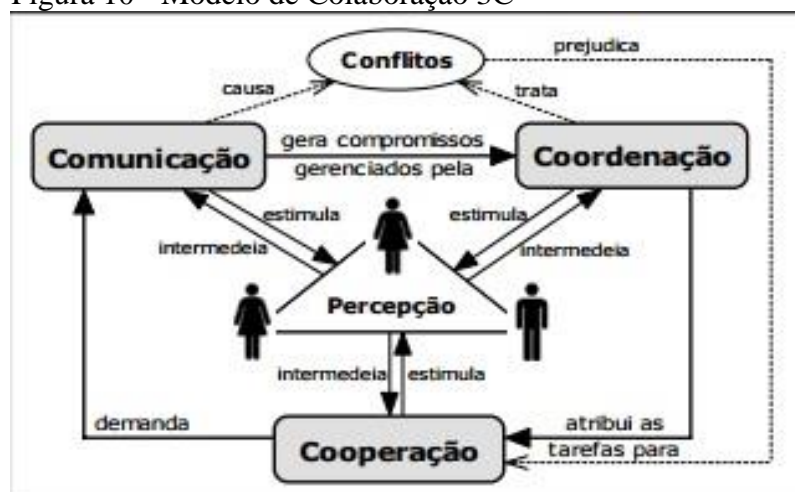 Figura 10 - Modelo de Colaboração 3C
Conflitos
prejudica
causa
trata
Comunicação
gera compromissos
gerenciados pela
Coordenação
estimula
intermedeia
estimula
intermedeia
Percepção
intermedeia
estimula
demanda
atribui as
tarefas para
Cooperação